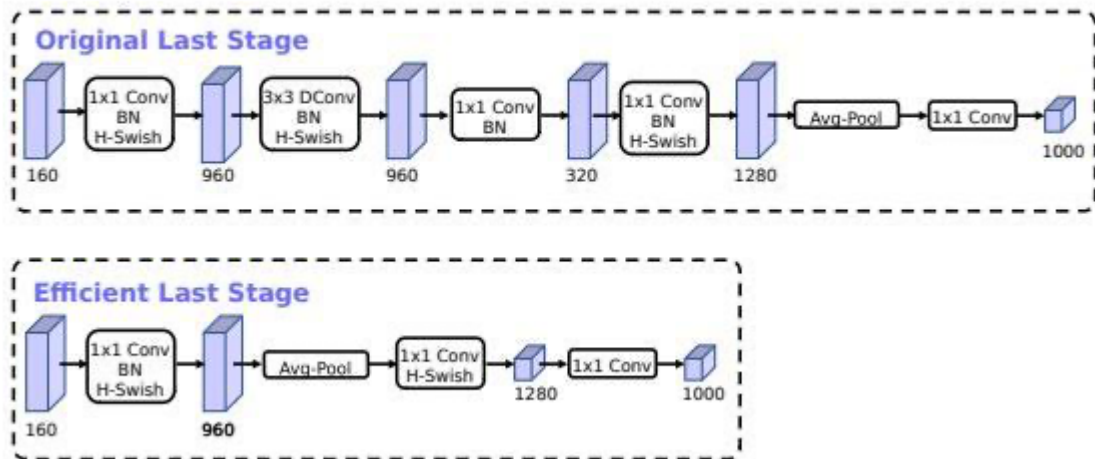 Original Last Stage
1x1 Conv
BN
H-Swish
3x3 DConv
BN
H-Swish
1x1 Conv
BN
1x1 Conv
BN
H-Swish
Avg-Pool
1x1 Conv
160
960
960
320
1280
1000
Efficient Last Stage
1x1 Conv
BN
H-Swish
Avg-Pool
1x1 Conv
H-Swish
1x1 Conv
160
960
1280
1000